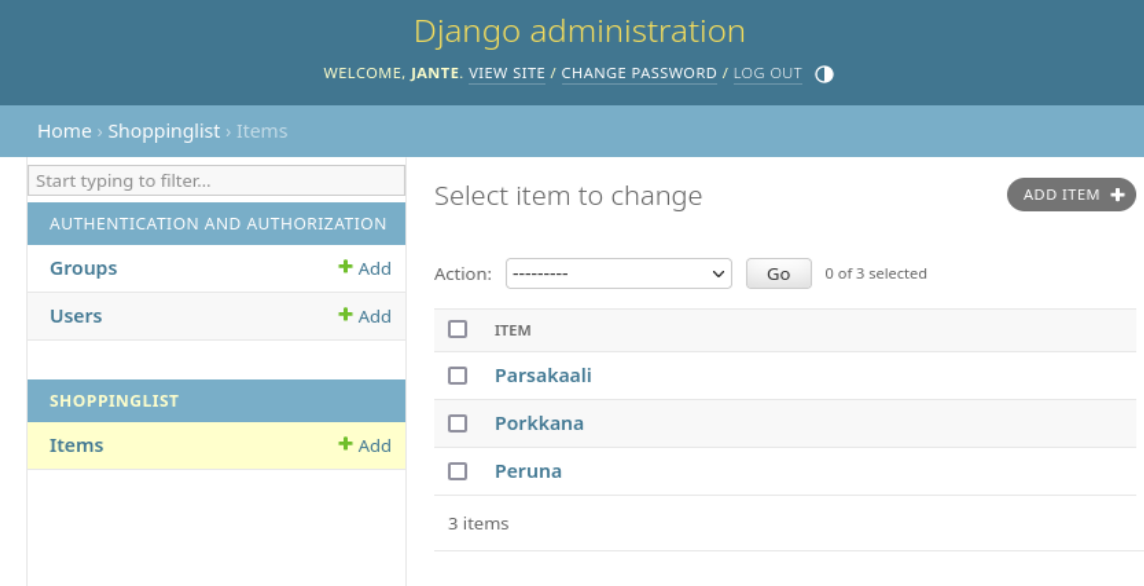 Django administration
WELCOME, JANTE. VIEW SITE / CHANGE PASSWORD / LOG OUT
Home › Shoppinglist › Items
Start typing to filter...
AUTHENTICATION AND AUTHORIZATION
Groups + Add
Users + Add
SHOPPINGLIST
Items + Add
Select item to change
ADD ITEM +
Action: --------- Go 0 of 3 selected
ITEM
Parsakaali
Porkkana
Peruna
3 items